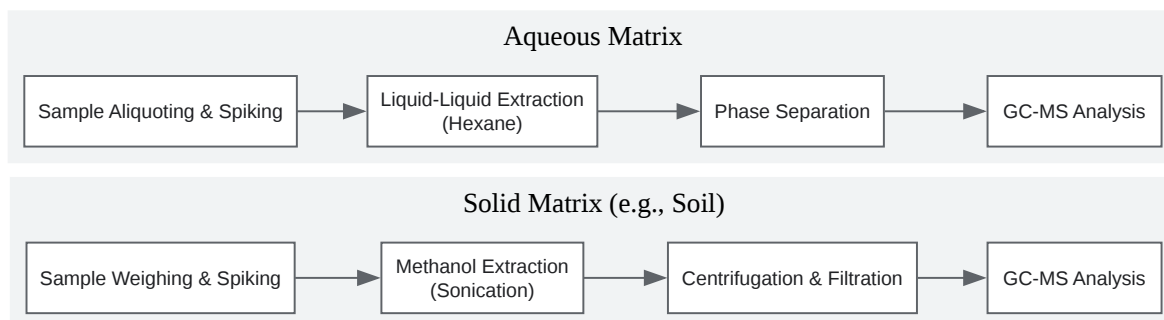 Aqueous Matrix
Sample Aliquoting & Spiking
Liquid-Liquid Extraction
(Hexane)
Phase Separation
GC-MS Analysis
Solid Matrix (e.g., Soil)
Sample Weighing & Spiking
Methanol Extraction
(Sonication)
Centrifugation & Filtration
GC-MS Analysis